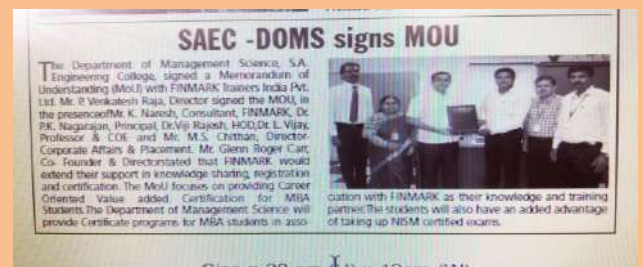 SAEC -DOMS signs MOU
The Department of Management Science, S.A.
Engineering College, signed a Memorandum of
Understanding (MoU) with FINMARK Trainers India Pvt.
Ltd. Mr. P. Venkatesh Raja, Director signed the MOU, in
the presenceofMr. K. Naresh, Consultant, FINMARK, Dr.
P.K. Nagarajan, Principal, Dr.Viji Rajosh, HOD,Dr. L. Vijay,
Professor & COE and Mr. M.S. Chittian, Director-
Corporate Affairs & Placement. Mr. Glenn Roger Carr,
Co- Founder & Directorstated that FINMARK would
extend their support in knowledge sharing, registration
and certification. The MoU focuses on providing Career
Oriented Value added Certification for MBA
Students.The Department of Management Science will
provide Certificate programs for MBA students in asso-
ciation with FINMARK as their knowledge and training
partner.The students will also have an added advantage
of taking up NISM certified exams.